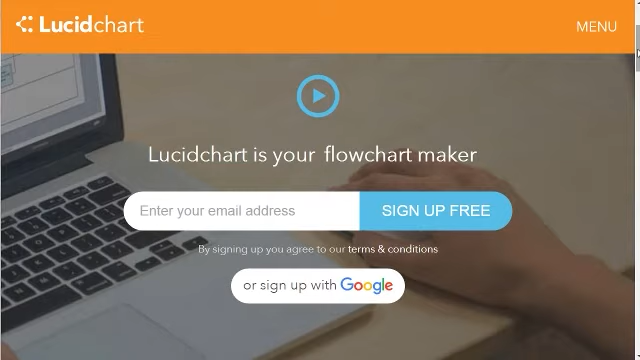 Lucidchart
MENU
Lucidchart is your flowchart maker
Enter your email address
SIGN UP FREE
By signing up you agree to our terms & conditions
or sign up with Google